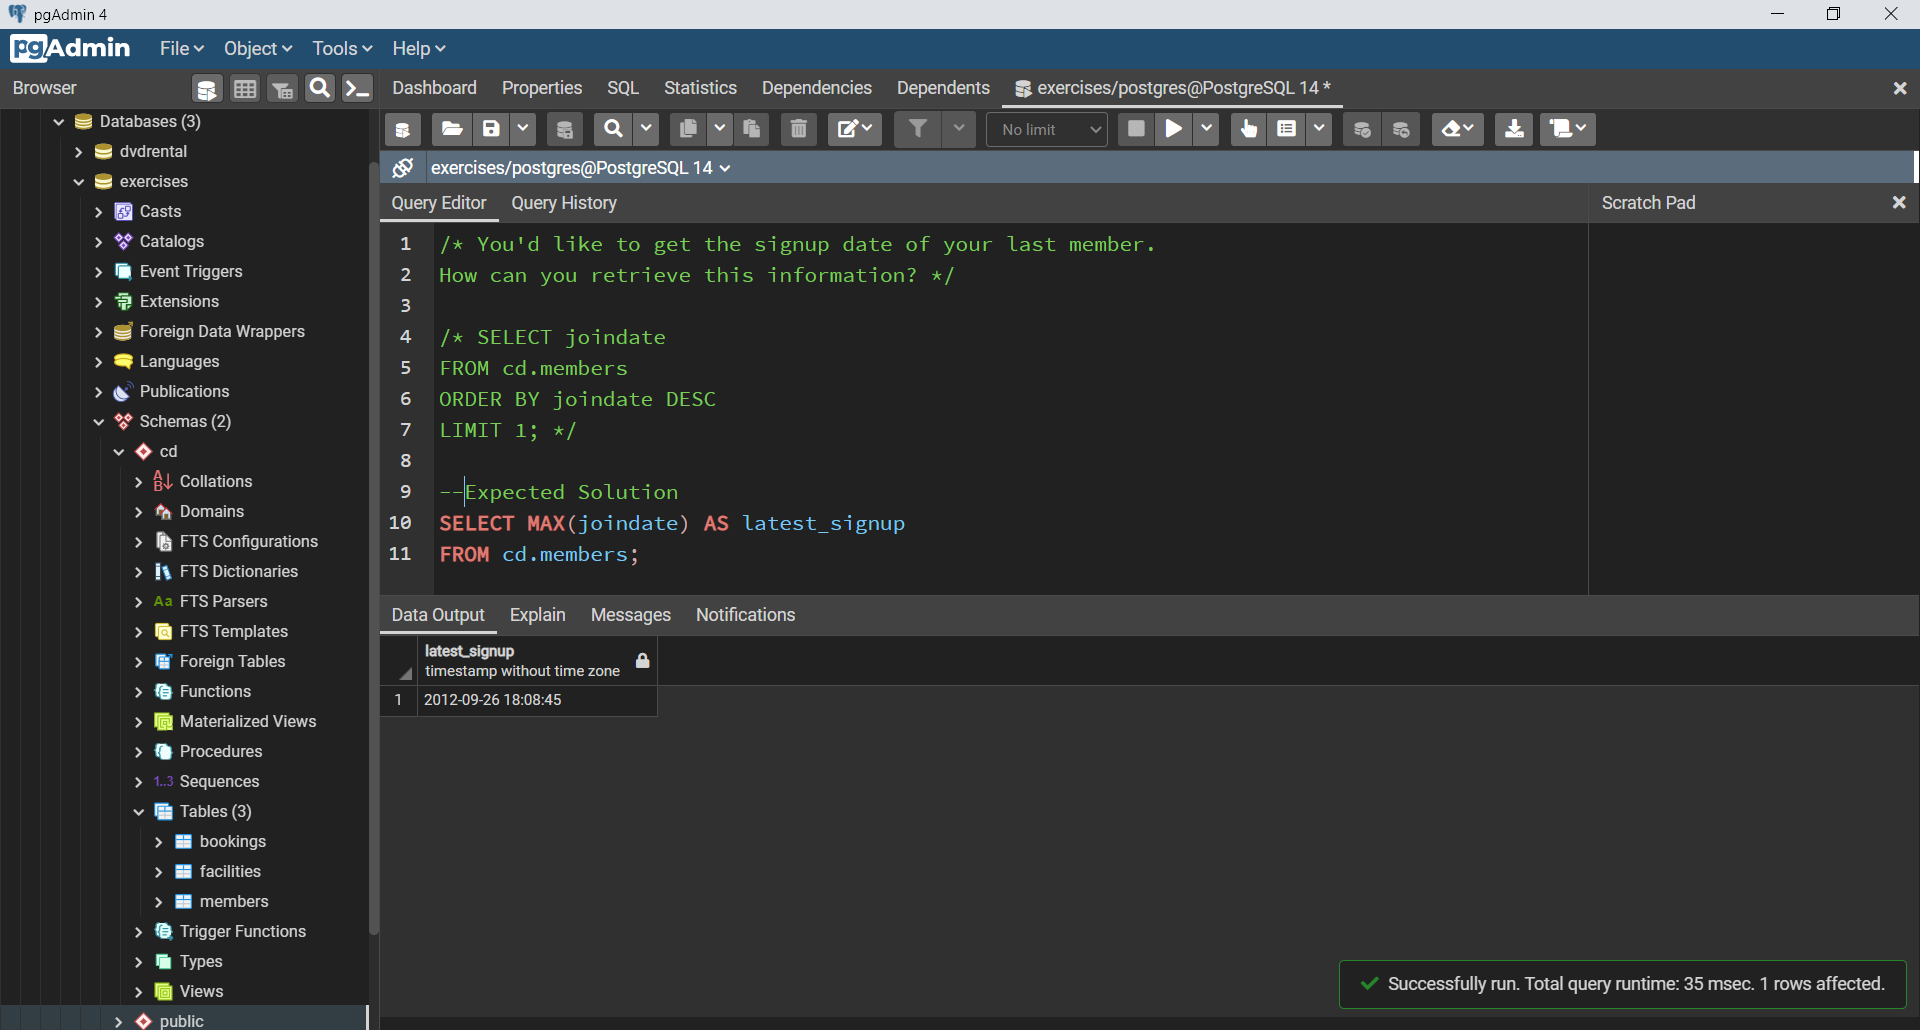 pgAdmin 4
pgAdmin File Object Tools Help
Browser
Dashboard Properties SQL Statistics Dependencies Dependents exercises/postgres@PostgreSQL 14 *
No limit
exercises/postgres@PostgreSQL 14
Query Editor Query History
Scratch Pad
Databases (3)
dvdrental
exercises
Casts
Catalogs
Event Triggers
Extensions
Foreign Data Wrappers
Languages
Publications
Schemas (2)
cd
Collations
Domains
FTS Configurations
FTS Dictionaries
Aa FTS Parsers
FTS Templates
Foreign Tables
Functions
Materialized Views
Procedures
1..3 Sequences
Tables (3)
bookings
facilities
members
Trigger Functions
Types
Views
public
1 /* You'd like to get the signup date of your last member.
2 How can you retrieve this information? */
3
4 /* SELECT joindate
5 FROM cd.members
6 ORDER BY joindate DESC
7 LIMIT 1; */
8
9 --Expected Solution
10 SELECT MAX(joindate) AS latest_signup
11 FROM cd.members;
Data Output Explain Messages Notifications
latest_signup
timestamp without time zone
1 2012-09-26 18:08:45
Successfully run. Total query runtime: 35 msec. 1 rows affected.